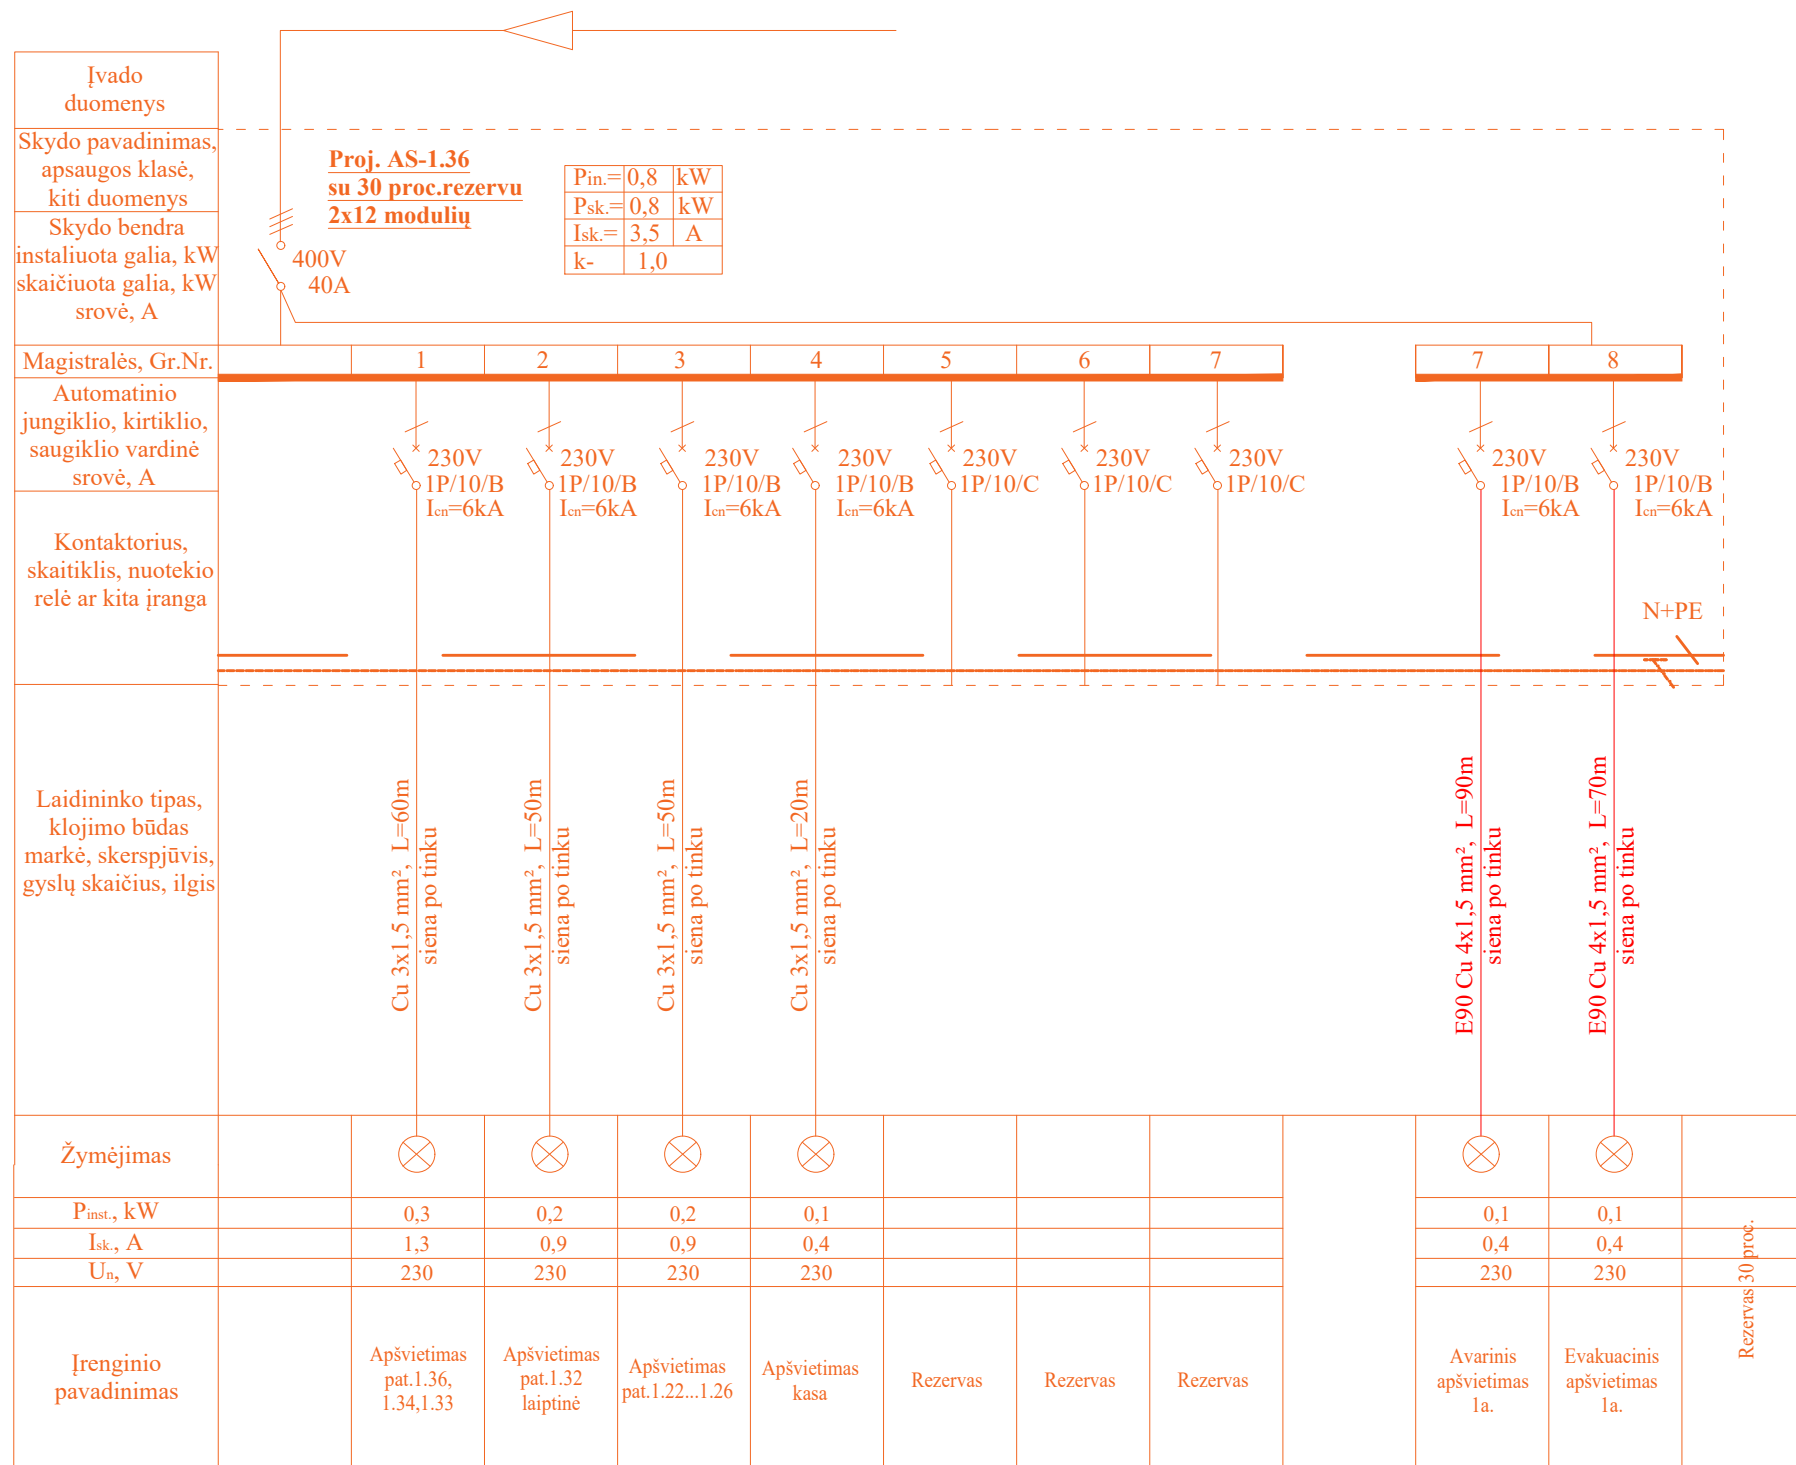 Įvado
duomenys
Skydo pavadinimas,
apsaugos klasė,
kiti duomenys
Proj. AS-1.36
su 30 proc.rezervu
2x12 modulių
Pin.= 0,8 kW
Psk.= 0,8 kW
Isk.= 3,5 A
k- 1,0
Skydo bendra
instaliuota galia, kW
skaičiuota galia, kW
srovė, A
400V
40A
Magistralės, Gr.Nr. 1 2 3 4 5 6 7 7 8
Automatinio
jungiklio, kirtiklio,
saugiklio vardinė
srovė, A
230V
1P/10/B
Icn=6kA
230V
1P/10/B
Icn=6kA
230V
1P/10/B
Icn=6kA
230V
1P/10/B
Icn=6kA
230V
1P/10/C
230V
1P/10/C
230V
1P/10/C
230V
1P/10/B
Icn=6kA
230V
1P/10/B
Icn=6kA
Kontaktorius,
skaitiklis, nuotekio
relė ar kita įranga
N+PE
Laidininko tipas,
klojimo būdas
markė, skerspjūvis,
gyslų skaičius, ilgis
Cu 3x1,5 mm², L=60m
siena po tinku
Cu 3x1,5 mm², L=50m
siena po tinku
Cu 3x1,5 mm², L=50m
siena po tinku
Cu 3x1,5 mm², L=20m
siena po tinku
E90 Cu 4x1,5 mm², L=90m
siena po tinku
E90 Cu 4x1,5 mm², L=70m
siena po tinku
Žymėjimas
Pinst., kW 0,3 0,2 0,2 0,1 0,1 0,1
Isk., A 1,3 0,9 0,9 0,4 0,4 0,4
Un, V 230 230 230 230 230 230
Įrenginio
pavadinimas
Apšvietimas
pat.1.36,
1.34,1.33
Apšvietimas
pat.1.32
laiptinė
Apšvietimas
pat.1.22...1.26
Apšvietimas
kasa
Rezervas
Rezervas
Rezervas
Avarinis
apšvietimas
1a.
Evakuacinis
apšvietimas
1a.
Rezervas 30 proc.